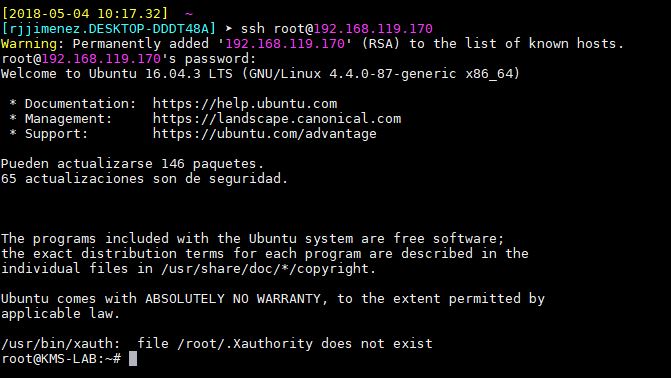 [2018-05-04 10:17.32]  ~
[rjjimenez.DESKTOP-DDDT48A] ➤ ssh root@192.168.119.170
Warning: Permanently added '192.168.119.170' (RSA) to the list of known hosts.
root@192.168.119.170's password:
Welcome to Ubuntu 16.04.3 LTS (GNU/Linux 4.4.0-87-generic x86_64)
* Documentation:  https://help.ubuntu.com
* Management:     https://landscape.canonical.com
* Support:        https://ubuntu.com/advantage
Pueden actualizarse 146 paquetes.
65 actualizaciones son de seguridad.
The programs included with the Ubuntu system are free software;
the exact distribution terms for each program are described in the
individual files in /usr/share/doc/*/copyright.
Ubuntu comes with ABSOLUTELY NO WARRANTY, to the extent permitted by
applicable law.
/usr/bin/xauth:  file /root/.Xauthority does not exist
root@KMS-LAB:~#